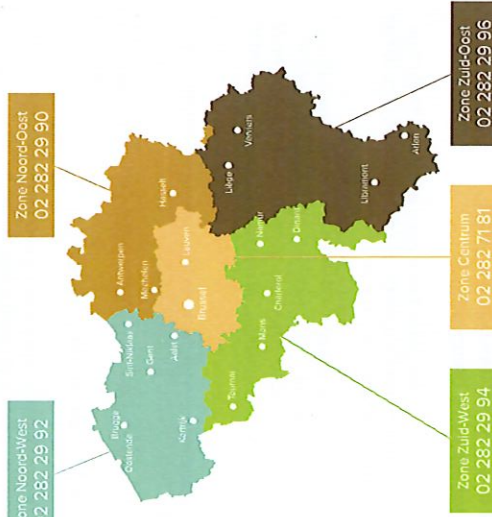 one Noord-West
2 282 29 92
Zone Noord-Oost
02 282 29 90
Oostende
Brugge
Antwerpen
Sint-Niklaas
Gent
Mechelen
Aalst
Leuven
Hasselt
Kortrijk
Brussel
Tournai
Liège
Verviers
Mons
Namur
Charleroi
Dinant
Libramont
Arlon
Zone Zuid-West
02 282 29 94
Zone Centrum
02 282 71 81
Zone Zuid-Oost
02 282 29 96